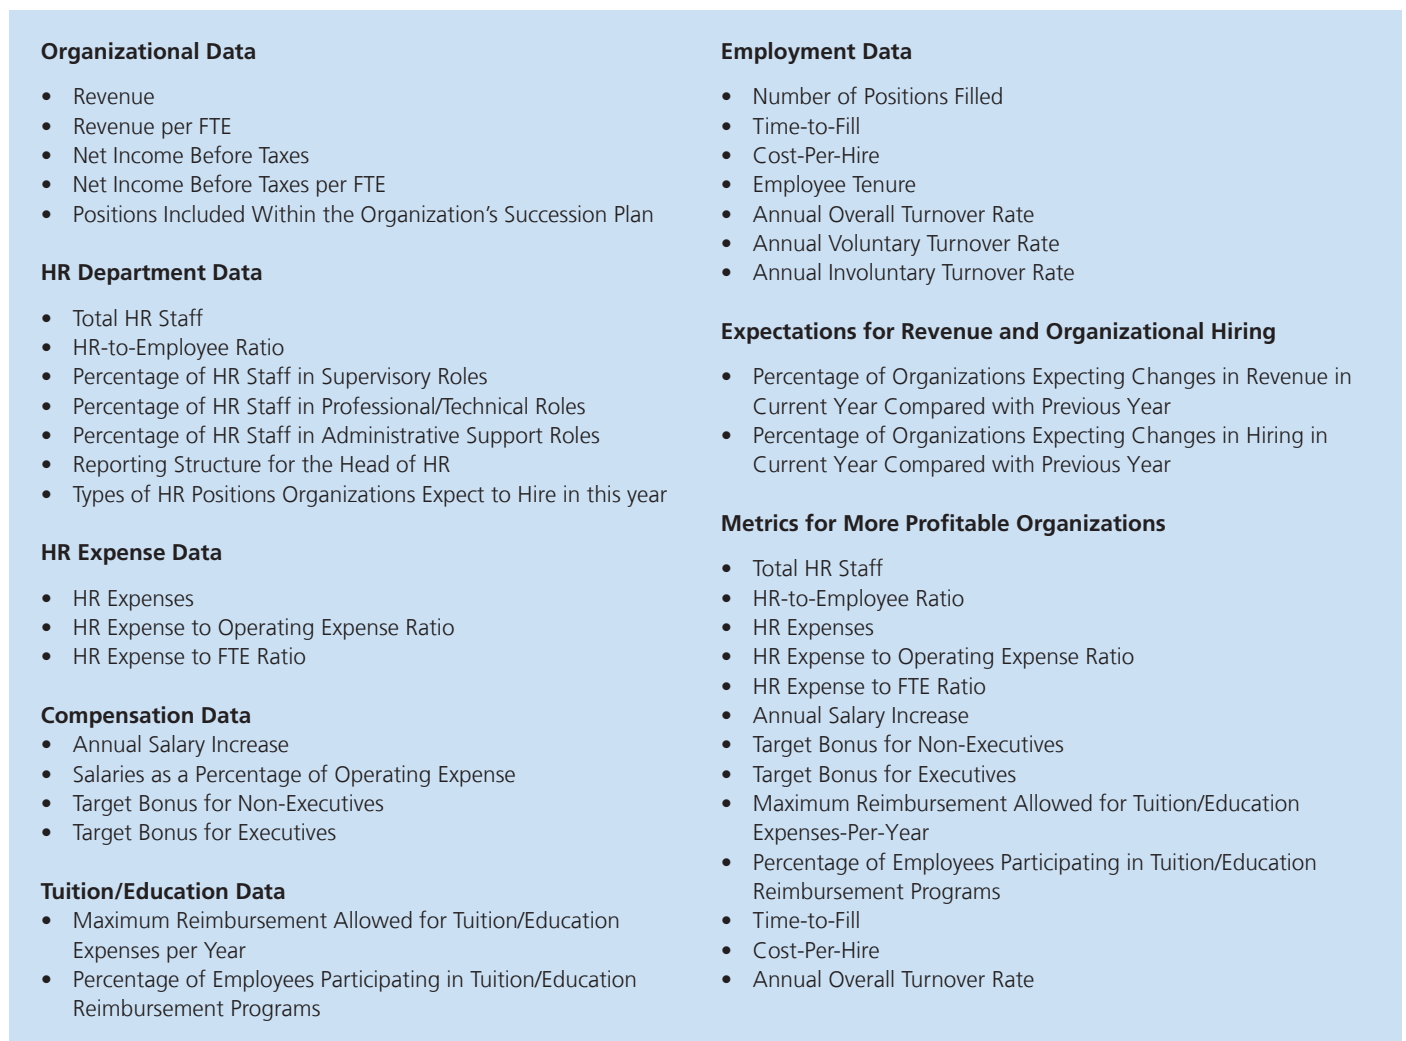 Organizational Data
• Revenue
• Revenue per FTE
• Net Income Before Taxes
• Net Income Before Taxes per FTE
• Positions Included Within the Organization’s Succession Plan
HR Department Data
• Total HR Staff
• HR-to-Employee Ratio
• Percentage of HR Staff in Supervisory Roles
• Percentage of HR Staff in Professional/Technical Roles
• Percentage of HR Staff in Administrative Support Roles
• Reporting Structure for the Head of HR
• Types of HR Positions Organizations Expect to Hire in this year
HR Expense Data
• HR Expenses
• HR Expense to Operating Expense Ratio
• HR Expense to FTE Ratio
Compensation Data
• Annual Salary Increase
• Salaries as a Percentage of Operating Expense
• Target Bonus for Non-Executives
• Target Bonus for Executives
Tuition/Education Data
• Maximum Reimbursement Allowed for Tuition/Education
Expenses per Year
• Percentage of Employees Participating in Tuition/Education
Reimbursement Programs
Employment Data
• Number of Positions Filled
• Time-to-Fill
• Cost-Per-Hire
• Employee Tenure
• Annual Overall Turnover Rate
• Annual Voluntary Turnover Rate
• Annual Involuntary Turnover Rate
Expectations for Revenue and Organizational Hiring
• Percentage of Organizations Expecting Changes in Revenue in
Current Year Compared with Previous Year
• Percentage of Organizations Expecting Changes in Hiring in
Current Year Compared with Previous Year
Metrics for More Profitable Organizations
• Total HR Staff
• HR-to-Employee Ratio
• HR Expenses
• HR Expense to Operating Expense Ratio
• HR Expense to FTE Ratio
• Annual Salary Increase
• Target Bonus for Non-Executives
• Target Bonus for Executives
• Maximum Reimbursement Allowed for Tuition/Education
Expenses-Per-Year
• Percentage of Employees Participating in Tuition/Education
Reimbursement Programs
• Time-to-Fill
• Cost-Per-Hire
• Annual Overall Turnover Rate